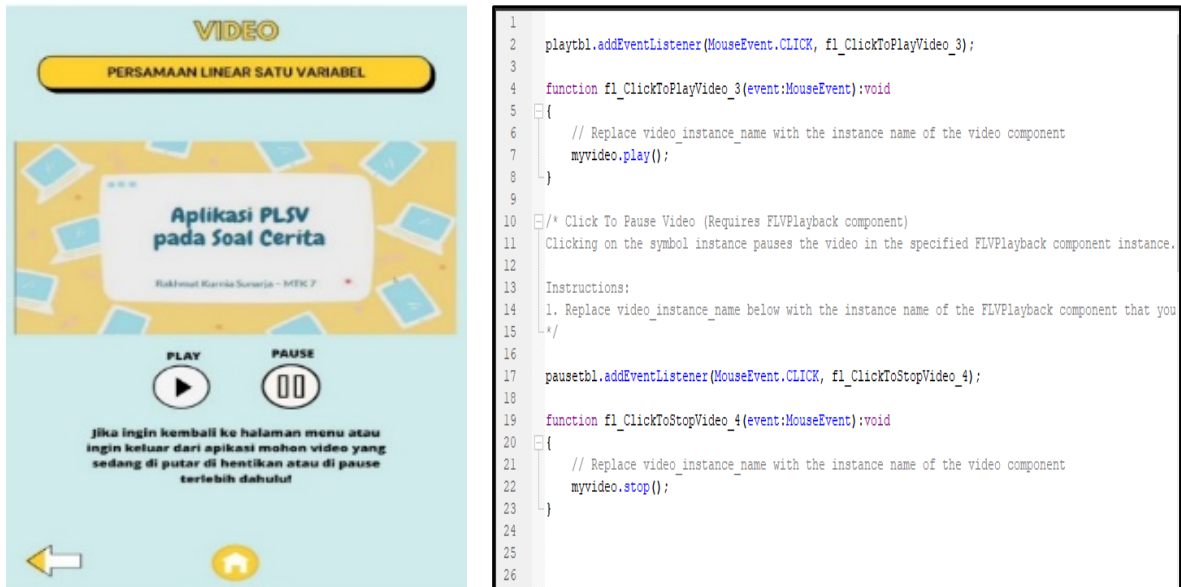 VIDEO
PERSAMAAN LINEAR SATU VARIABEL
Aplikasi PLSV
pada Soal Cerita
Rakhmat Kurnia Sunarja - MTK 7
PLAY
PAUSE
Jika ingin kembali ke halaman menu atau
ingin keluar dari apikasi mohon video yang
sedang di putar di hentikan atau di pause
terlebih dahulu!
1
2 playtbl.addEventListener(MouseEvent.CLICK, fl_ClickToPlayVideo_3);
3
4 function fl_ClickToPlayVideo_3(event:MouseEvent):void
5 {
6 // Replace video_instance_name with the instance name of the video component
7 myvideo.play();
8 }
9
10 /* Click To Pause Video (Requires FLVPlayback component)
11 Clicking on the symbol instance pauses the video in the specified FLVPlayback component instance.
12
13 Instructions:
14 1. Replace video_instance_name below with the instance name of the FLVPlayback component that you
15 */
16
17 pausetbl.addEventListener(MouseEvent.CLICK, fl_ClickToStopVideo_4);
18
19 function fl_ClickToStopVideo_4(event:MouseEvent):void
20 {
21 // Replace video_instance_name with the instance name of the video component
22 myvideo.stop();
23 }
24
25
26